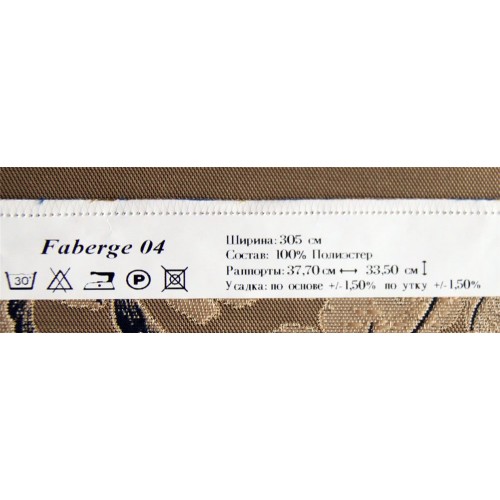 Faberge 04
30°
P
Ширина: 305 см
Состав: 100% Полиэстер
Раппорты: 37,70 см ⟷ 33,50 см ↕
Усадка: по основе +/-1,50% по утку +/-1,50%